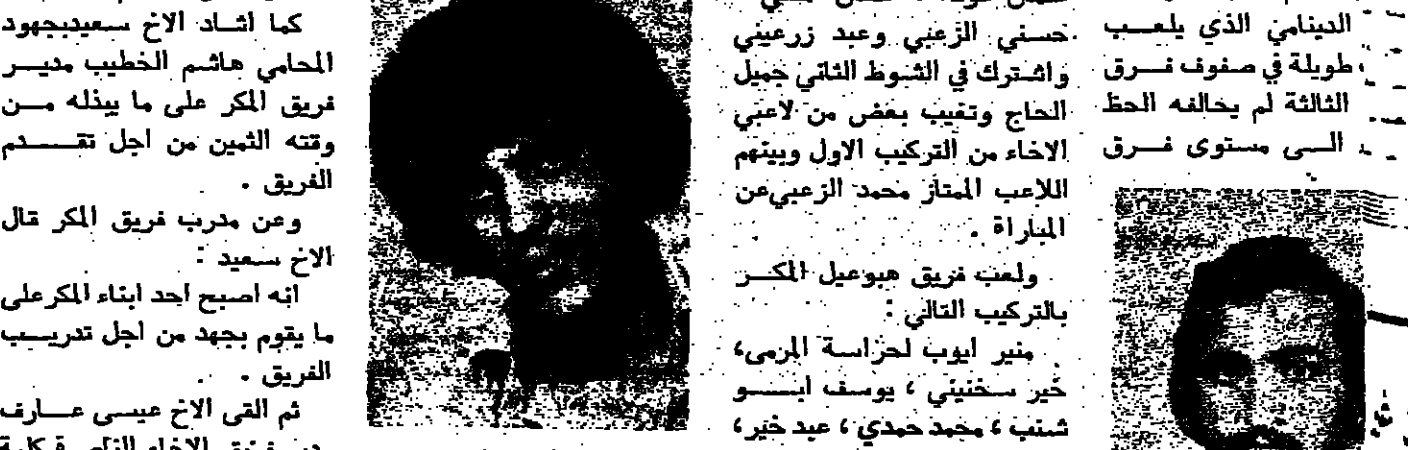 الدينامي الذي يلعب
طويلة في صفوف فرق
الثالثة لم يحالفه الحظ
الى مستوى فرق
حسني الزعبي وعبد زرعيني
واشترك في الشوط الثاني جميل
الحاج وتغيب بعض من لاعبي
الاخاء من التركيب الاول وبينهم
اللاعب الممتاز محمد الزعبي عن
المباراة .
ولعب فريق هبوعيل المكر
بالتركيب التالي :
منير ايوب لحراسة المرمى،
خير سخنيني ، يوسف ابو
شنب ، محمد حمدي ، عبد خير،
كما اشاد الاخ سعيد بجهود
المحامي هاشم الخطيب مدير
فريق المكر على ما يبذله من
وقته الثمين من اجل تقدم
الفريق .
وعن مدرب فريق المكر قال
الاخ سعيد :
انه اصبح احد ابناء المكر على
ما يقوم بجهد من اجل تدريب
الفريق .
ثم القى الاخ عيسى عارف
فريق الاخاء